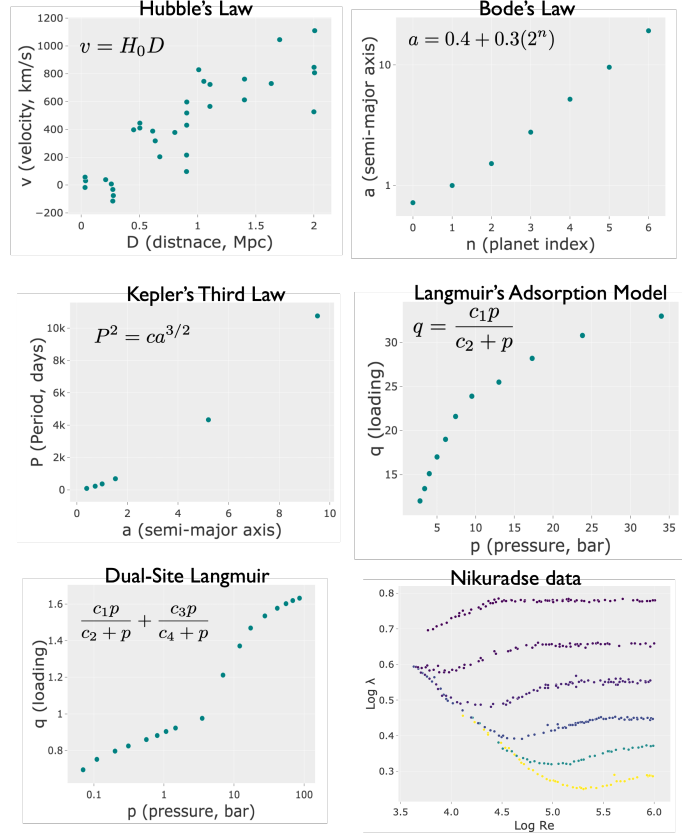 Hubble's Law
v = H₀D
1200
1000
800
600
400
200
0
−200
0
0.5
1
1.5
2
v (velocity, km/s)
D (distnace, Mpc)
Bode's Law
a = 0.4 + 0.3(2ⁿ)
10
1
0
1
2
3
4
5
6
a (semi-major axis)
n (planet index)
Kepler's Third Law
P² = ca^{3/2}
10k
8k
6k
4k
2k
0
0
2
4
6
8
10
P (Period, days)
a (semi-major axis)
Langmuir's Adsorption Model
q = c₁p / (c₂ + p)
30
25
20
15
5
10
15
20
25
30
35
q (loading)
p (pressure, bar)
Dual-Site Langmuir
c₁p / (c₂ + p) + c₃p / (c₄ + p)
1.6
1.4
1.2
1
0.8
0.1
1
10
100
q (loading)
p (pressure, bar)
Nikuradse data
0.8
0.7
0.6
0.5
0.4
0.3
3.5
4.0
4.5
5.0
5.5
6.0
Log λ
Log Re